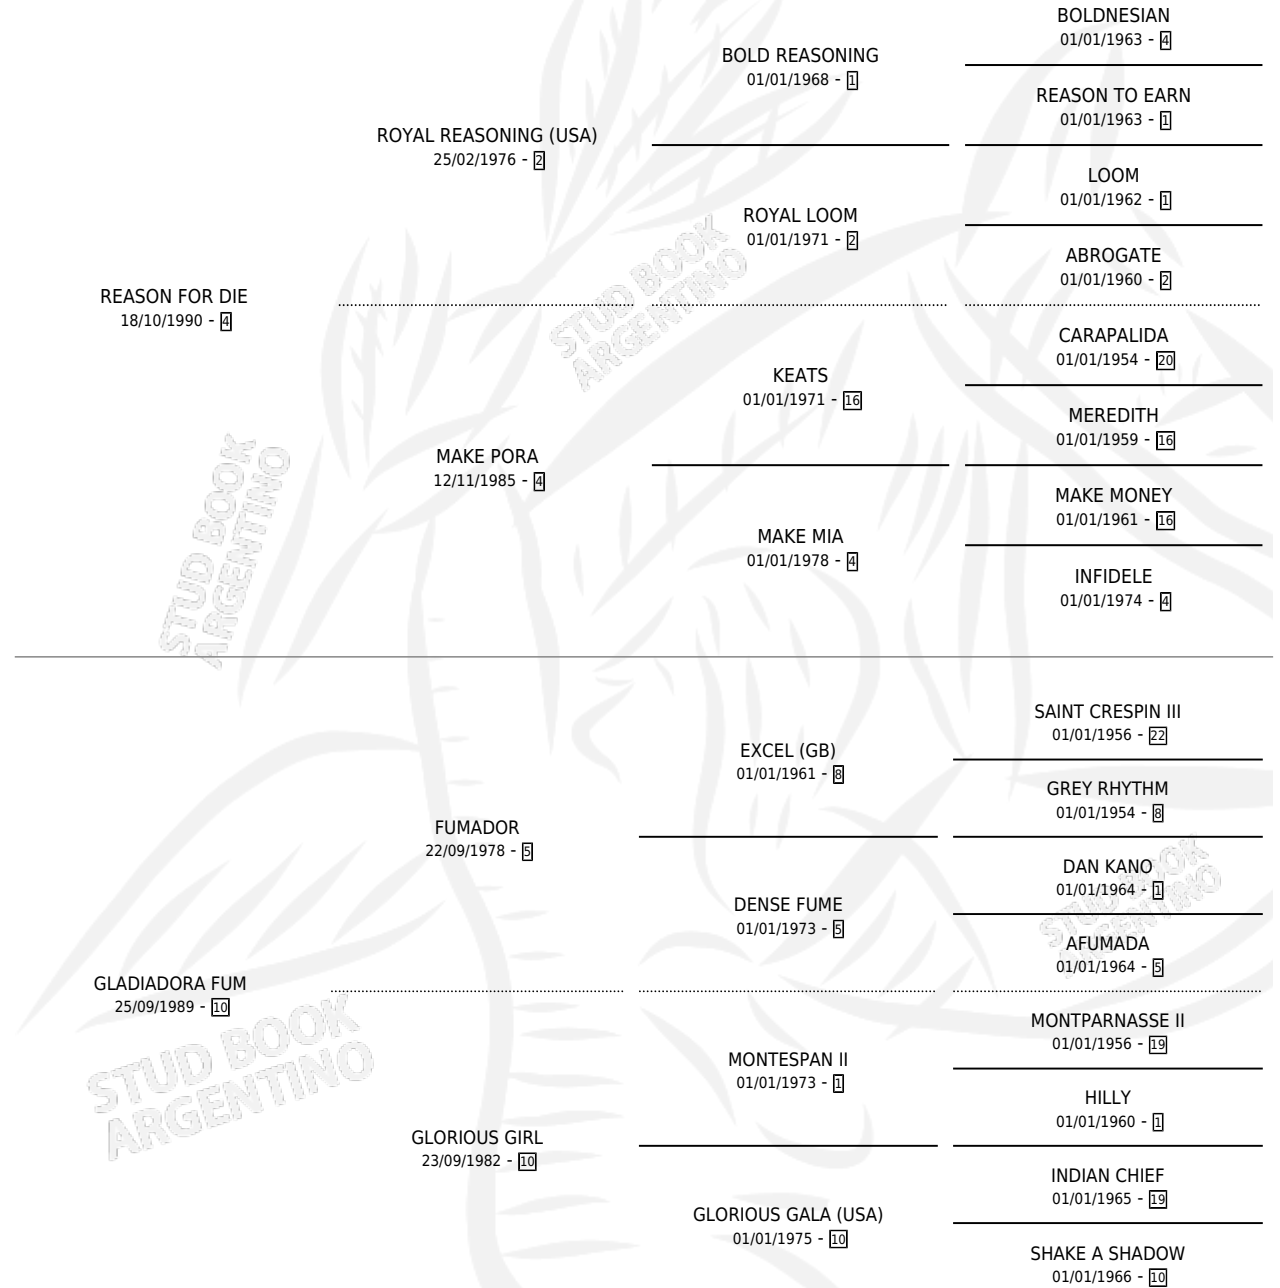 BOLDNESIAN
01/01/1963 - 4
BOLD REASONING
01/01/1968 - 1
REASON TO EARN
01/01/1963 - 1
ROYAL REASONING (USA)
25/02/1976 - 2
LOOM
01/01/1962 - 1
ROYAL LOOM
01/01/1971 - 2
ABROGATE
01/01/1960 - 2
REASON FOR DIE
18/10/1990 - 4
STUD BOOK
ARGENTINO
CARAPALIDA
01/01/1954 - 20
KEATS
01/01/1971 - 16
MEREDITH
01/01/1959 - 16
MAKE PORA
12/11/1985 - 4
MAKE MONEY
01/01/1961 - 16
MAKE MIA
01/01/1978 - 4
INFIDELE
01/01/1974 - 4
STUD BOOK
ARGENTINO
SAINT CRESPIN III
01/01/1956 - 22
EXCEL (GB)
01/01/1961 - 8
GREY RHYTHM
01/01/1954 - 8
FUMADOR
22/09/1978 - 5
DAN KANO
01/01/1964 - 1
DENSE FUME
01/01/1973 - 5
AFUMADA
01/01/1964 - 5
STUD BOOK
ARGENTINO
GLADIADORA FUM
25/09/1989 - 10
MONTPARNASSE II
01/01/1956 - 19
MONTESPAN II
01/01/1973 - 1
HILLY
01/01/1960 - 1
STUD BOOK
ARGENTINO
GLORIOUS GIRL
23/09/1982 - 10
INDIAN CHIEF
01/01/1965 - 19
GLORIOUS GALA (USA)
01/01/1975 - 10
SHAKE A SHADOW
01/01/1966 - 10